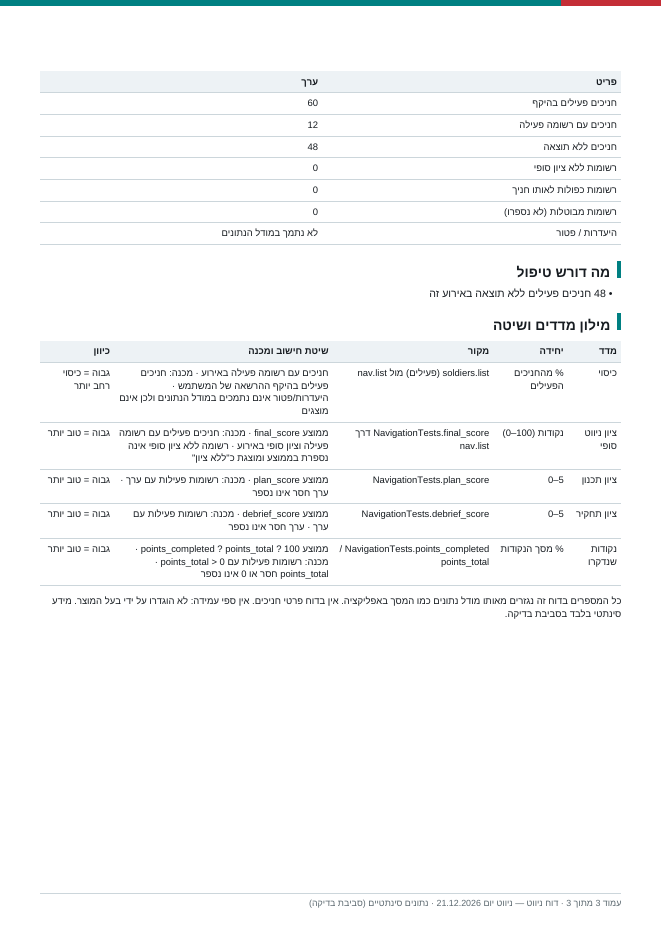 פריט ערך
חניכים פעילים בהיקף 60
חניכים עם רשומה פעילה 12
חניכים ללא תוצאה 48
רשומות ללא ציון סופי 0
רשומות כפולות לאותו חניך 0
רשומות מבוטלות (לא נספרו) 0
היעדרות / פטור לא נתמך במודל הנתונים
מה דורש טיפול
• 48 חניכים פעילים ללא תוצאה באירוע זה
מילון מדדים ושיטה
מדד יחידה מקור שיטת חישוב ומכנה כיוון
כיסוי % מהחניכים soldiers.list (פעילים) מול nav.list חניכים עם רשומה פעילה באירוע · מכנה: חניכים גבוה = כיסוי
הפעילים פעילים בהיקף ההרשאה של המשתמש · רחב יותר
היעדרות/פטור אינם נתמכים במודל הנתונים ולכן אינם
מוצגים
ציון ניווט נקודות (0–100) NavigationTests.final_score דרך ממוצע final_score · מכנה: חניכים פעילים עם רשומה גבוה = טוב יותר
סופי nav.list פעילה וציון סופי באירוע · רשומה ללא ציון סופי אינה
נספרת בממוצע ומוצגת כ"ללא ציון"
ציון תכנון 0–5 NavigationTests.plan_score ממוצע plan_score · מכנה: רשומות פעילות עם ערך · גבוה = טוב יותר
ערך חסר אינו נספר
ציון תחקיר 0–5 NavigationTests.debrief_score ממוצע debrief_score · מכנה: רשומות פעילות עם גבוה = טוב יותר
ערך · ערך חסר אינו נספר
נקודות % מסך הנקודות NavigationTests.points_completed / ממוצע 100 ? points_completed ? points_total · גבוה = טוב יותר
שנדקרו points_total מכנה: רשומות פעילות עם points_total > 0 ·
points_total חסר או 0 אינו נספר
כל המספרים בדוח זה נגזרים מאותו מודל נתונים כמו המסך באפליקציה. אין בדוח פרטי חניכים. אין ספי עמידה: לא הוגדרו על ידי בעל המוצר. מידע
סינתטי בלבד בסביבת בדיקה.
עמוד 3 מתוך 3 · דוח ניווט — ניווט יום 21.12.2026 · נתונים סינתטיים (סביבת בדיקה)